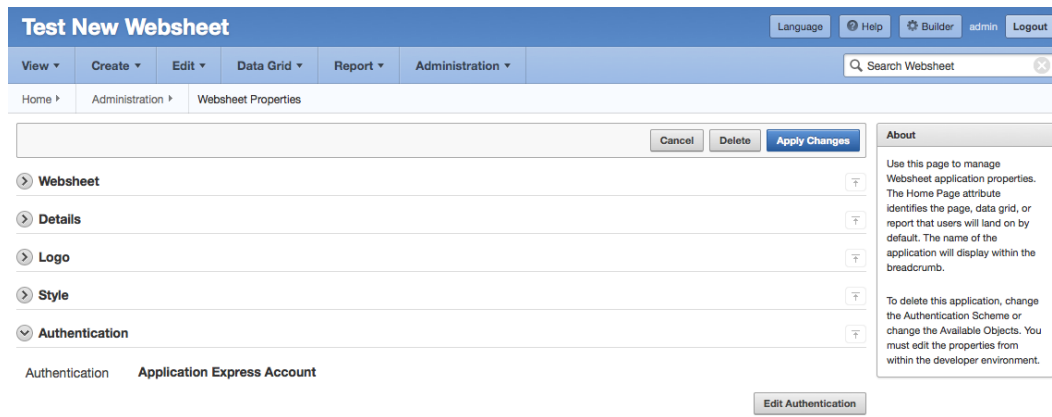 Test New Websheet
Language Help Builder admin Logout
View Create Edit Data Grid Report Administration
Search Websheet
Home Administration Websheet Properties
Cancel Delete Apply Changes
Websheet
Details
Logo
Style
Authentication
Authentication Application Express Account
Edit Authentication
About
Use this page to manage
Websheet application properties.
The Home Page attribute
identifies the page, data grid, or
report that users will land on by
default. The name of the
application will display within the
breadcrumb.
To delete this application, change
the Authentication Scheme or
change the Available Objects. You
must edit the properties from
within the developer environment.